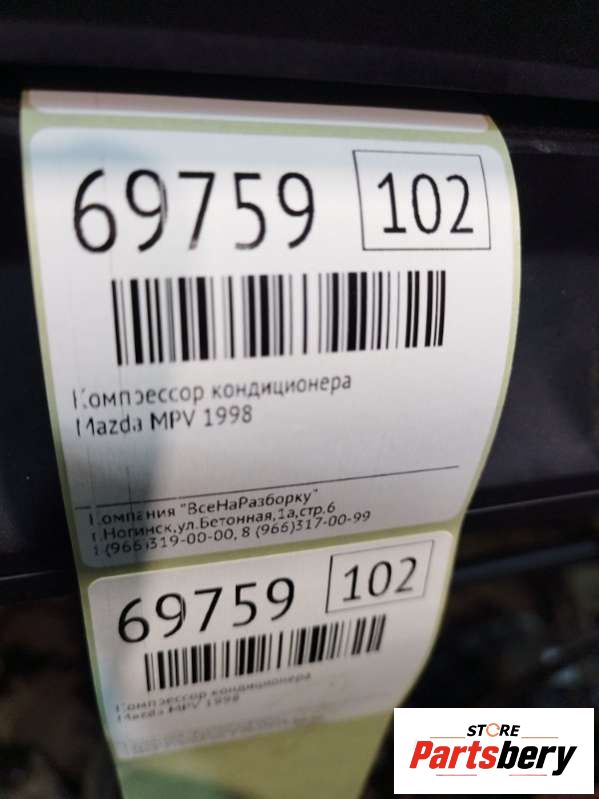 69759 102
Компрессор кондиционера
Mazda MPV 1998
Компания "ВсеНаРазборку"
г.Ногинск,ул.Бетонная,1а,стр.6
8 (966)319-00-00, 8 (966)317-00-99
69759 102
Компрессор кондиционера
Mazda MPV 1998
STORE
Partsbery